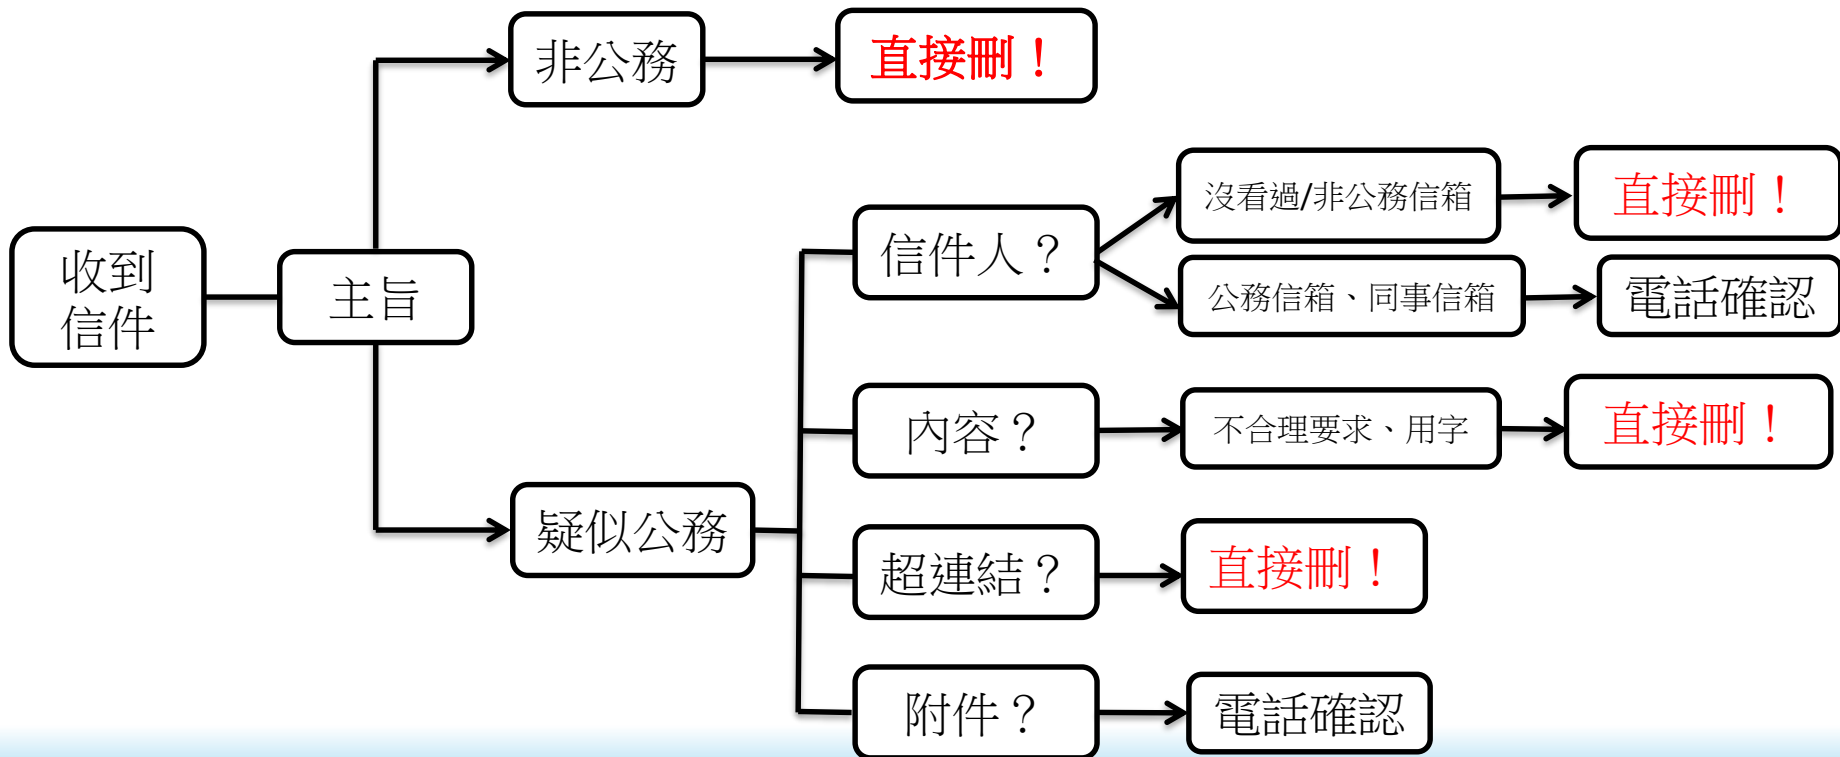 非公務
直接刪！
收到
信件
主旨
信件人？
沒看過/非公務信箱
直接刪！
公務信箱、同事信箱
電話確認
內容？
不合理要求、用字
直接刪！
疑似公務
超連結？
直接刪！
附件？
電話確認